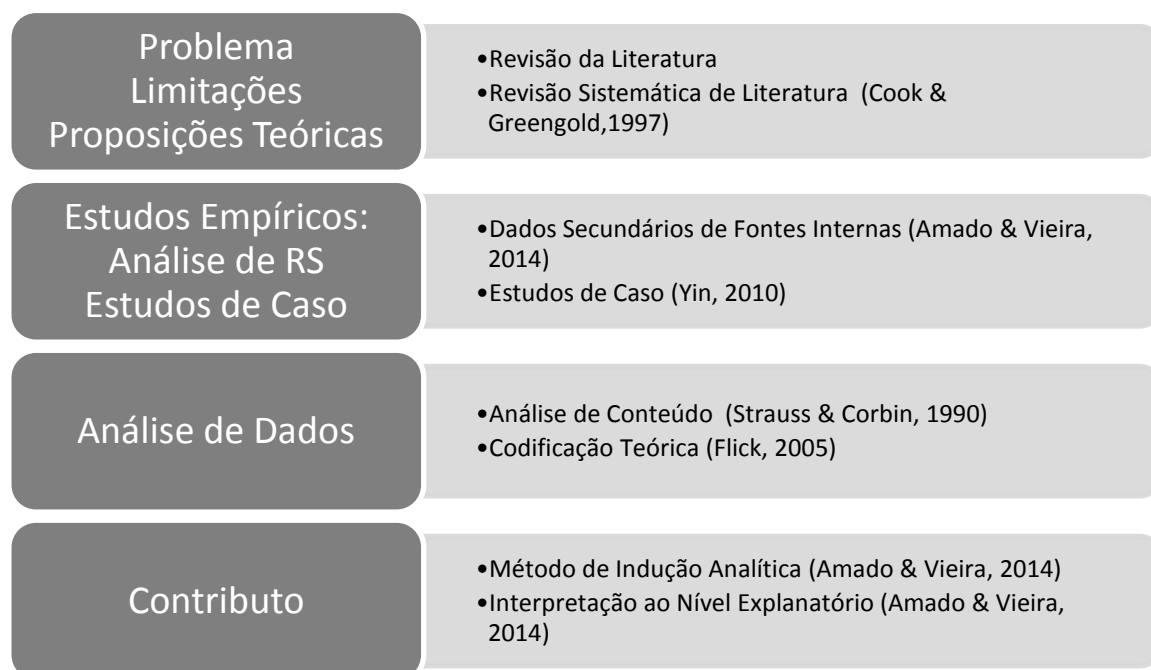 Problema
Limitações
Proposições Teóricas
•Revisão da Literatura
•Revisão Sistemática de Literatura (Cook &
Greengold,1997)
Estudos Empíricos:
Análise de RS
Estudos de Caso
•Dados Secundários de Fontes Internas (Amado & Vieira,
2014)
•Estudos de Caso (Yin, 2010)
Análise de Dados
•Análise de Conteúdo (Strauss & Corbin, 1990)
•Codificação Teórica (Flick, 2005)
Contributo
•Método de Indução Analítica (Amado & Vieira, 2014)
•Interpretação ao Nível Explanatório (Amado & Vieira,
2014)